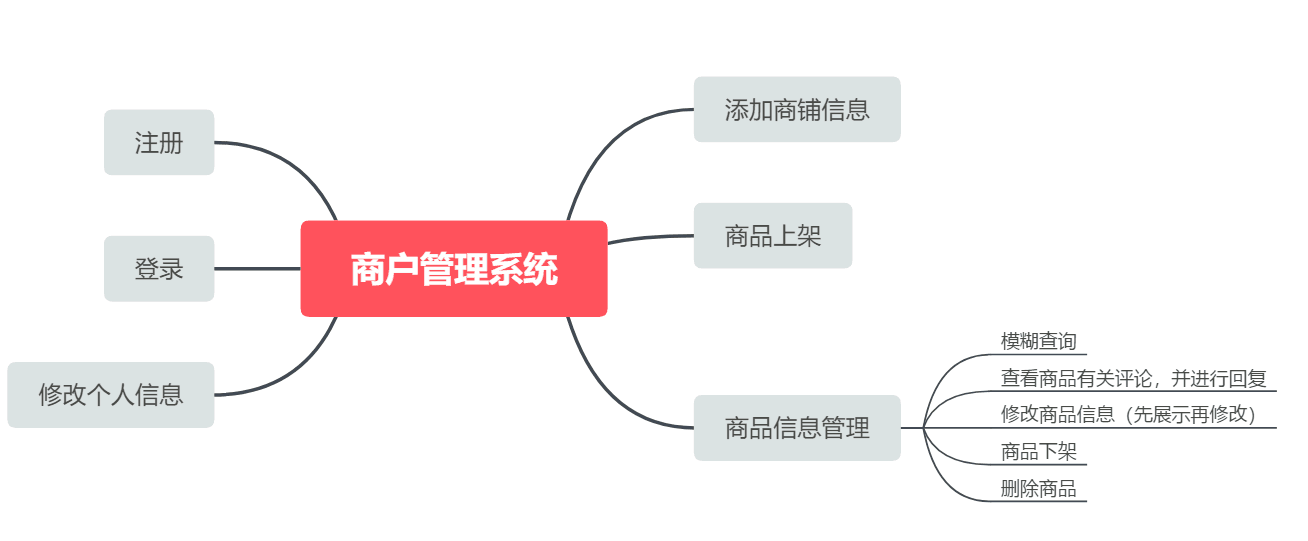 商户管理系统
注册
登录
修改个人信息
添加商铺信息
商品上架
商品信息管理
模糊查询
查看商品有关评论，并进行回复
修改商品信息（先展示再修改）
商品下架
删除商品